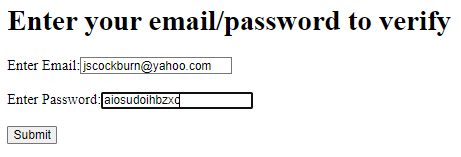 Enter your email/password to verify
Enter Email: jscockburn@yahoo.com
Enter Password: aiosudoihbzxc
Submit